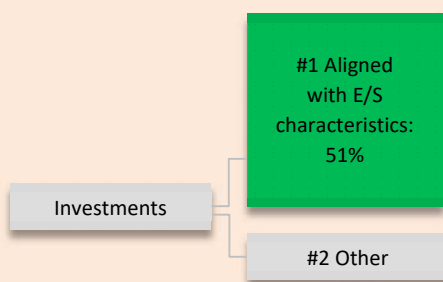 #1 Aligned
with E/S
characteristics:
51%
Investments
#2 Other